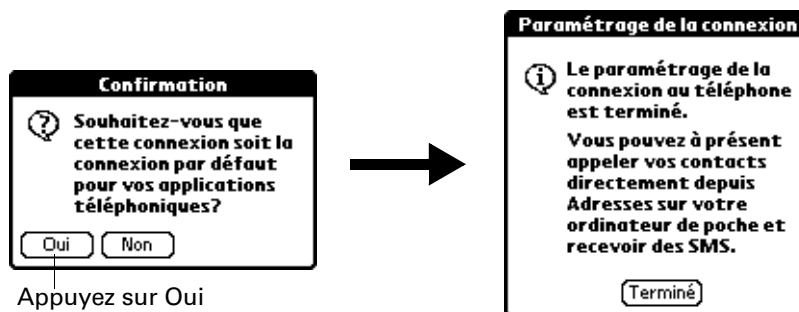 Confirmation
Souhaitez-vous que
cette connexion soit la
connexion par défaut
pour vos applications
téléphoniques?
Oui
Non
Appuyez sur Oui
Paramétrage de la connexion
Le paramétrage de la
connexion au téléphone
est terminé.
Vous pouvez à présent
appeler vos contacts
directement depuis
Adresses sur votre
ordinateur de poche et
recevoir des SMS.
Terminé